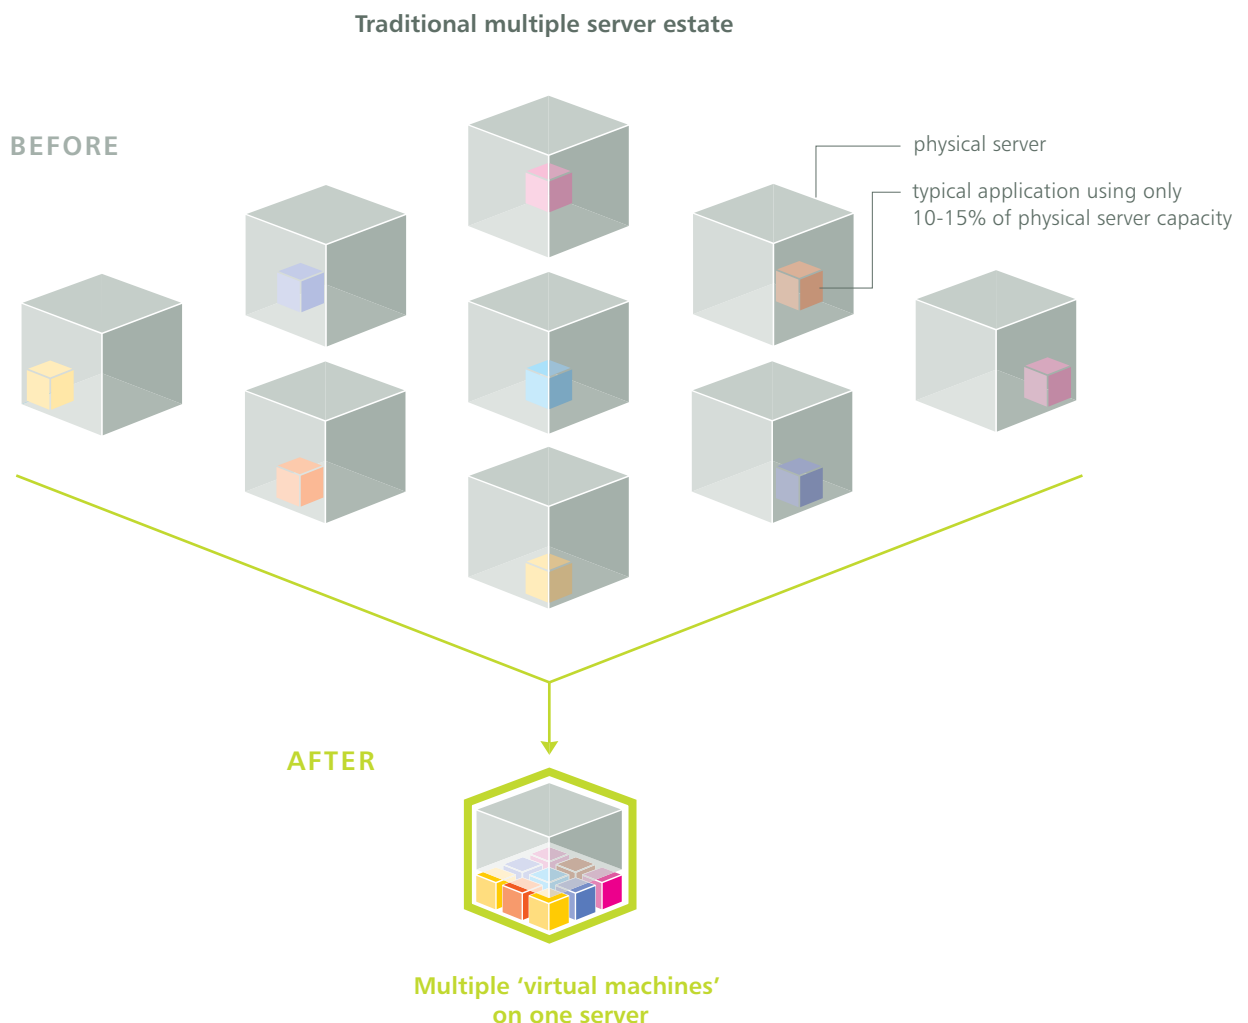 Traditional multiple server estate
BEFORE
physical server
typical application using only
10-15% of physical server capacity
AFTER
Multiple ‘virtual machines’
on one server